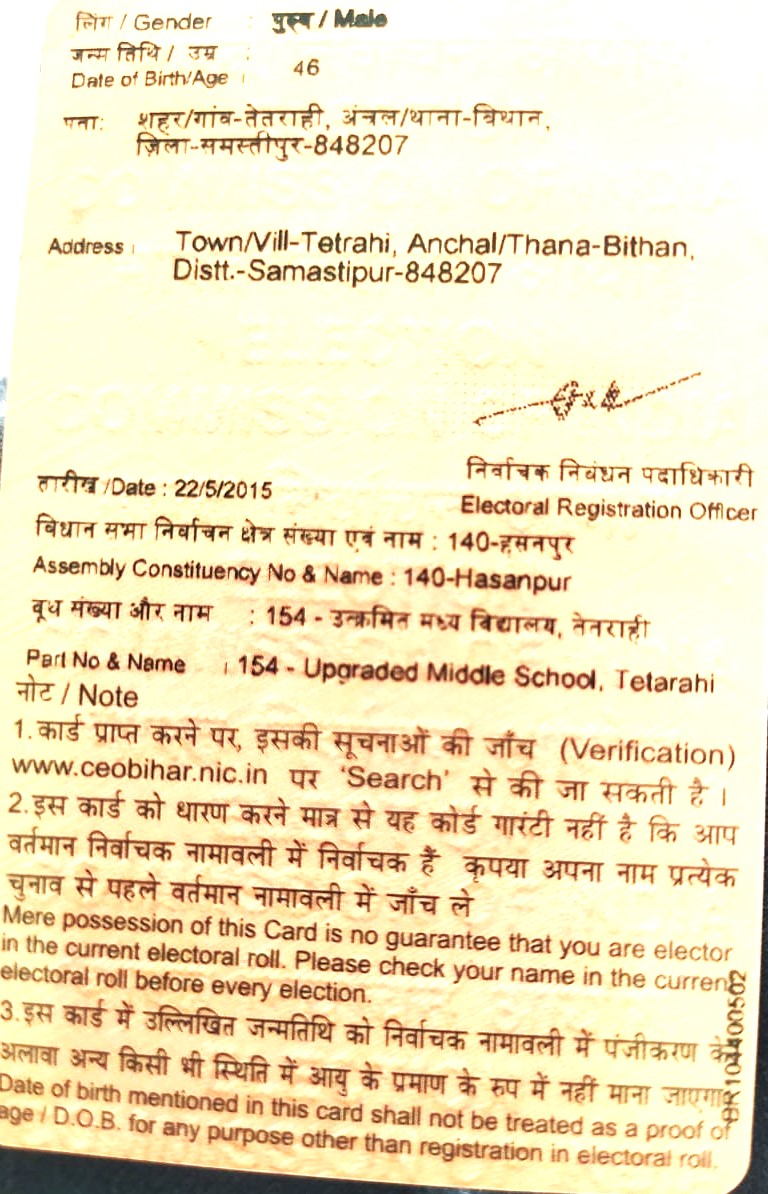 लिंग / Gender : पुरुष / Male
जन्म तिथि / उम्र :
Date of Birth/Age : 46
पता: शहर/गांव-तेतराही, अंचल/थाना-बिथान,
ज़िला-समस्तीपुर-848207
Address : Town/Vill-Tetrahi, Anchal/Thana-Bithan,
Distt.-Samastipur-848207
निर्वाचक निबंधन पदाधिकारी
तारीख /Date : 22/5/2015
Electoral Registration Officer
विधान सभा निर्वाचन क्षेत्र संख्या एवं नाम : 140-हसनपुर
Assembly Constituency No & Name : 140-Hasanpur
बूथ संख्या और नाम : 154 - उत्क्रमित मध्य विद्यालय, तेतराही
Part No & Name : 154 - Upgraded Middle School, Tetarahi
नोट / Note
1. कार्ड प्राप्त करने पर, इसकी सूचनाओं की जाँच (Verification)
www.ceobihar.nic.in पर 'Search' से की जा सकती है ।
2. इस कार्ड को धारण करने मात्र से यह कोई गारंटी नहीं है कि आप
वर्तमान निर्वाचक नामावली में निर्वाचक हैं कृपया अपना नाम प्रत्येक
चुनाव से पहले वर्तमान नामावली में जाँच ले
Mere possession of this Card is no guarantee that you are elector
in the current electoral roll. Please check your name in the current
electoral roll before every election.
3. इस कार्ड में उल्लिखित जन्मतिथि को निर्वाचक नामावली में पंजीकरण के
अलावा अन्य किसी भी स्थिति में आयु के प्रमाण के रुप में नहीं माना जाएगा
Date of birth mentioned in this card shall not be treated as a proof of
age / D.O.B. for any purpose other than registration in electoral roll.